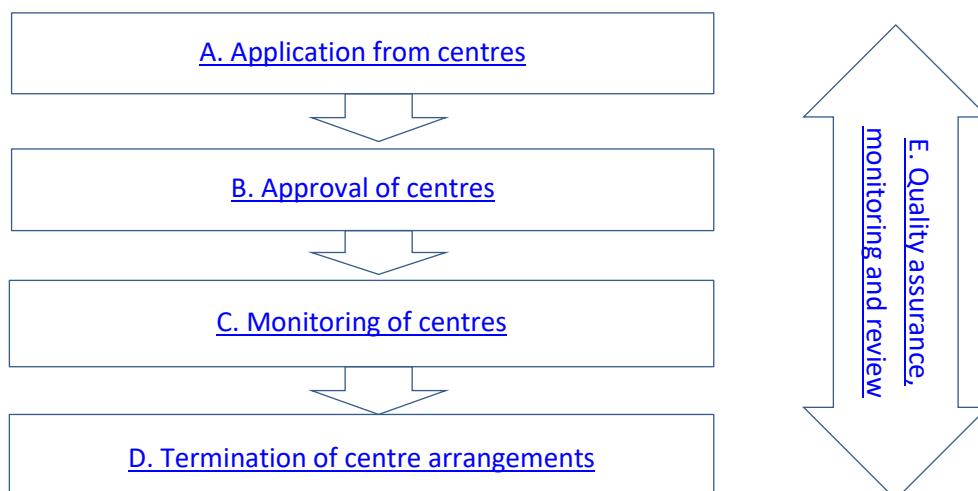 A. Application from centres
B. Approval of centres
C. Monitoring of centres
D. Termination of centre arrangements
E. Quality assurance,
monitoring and review